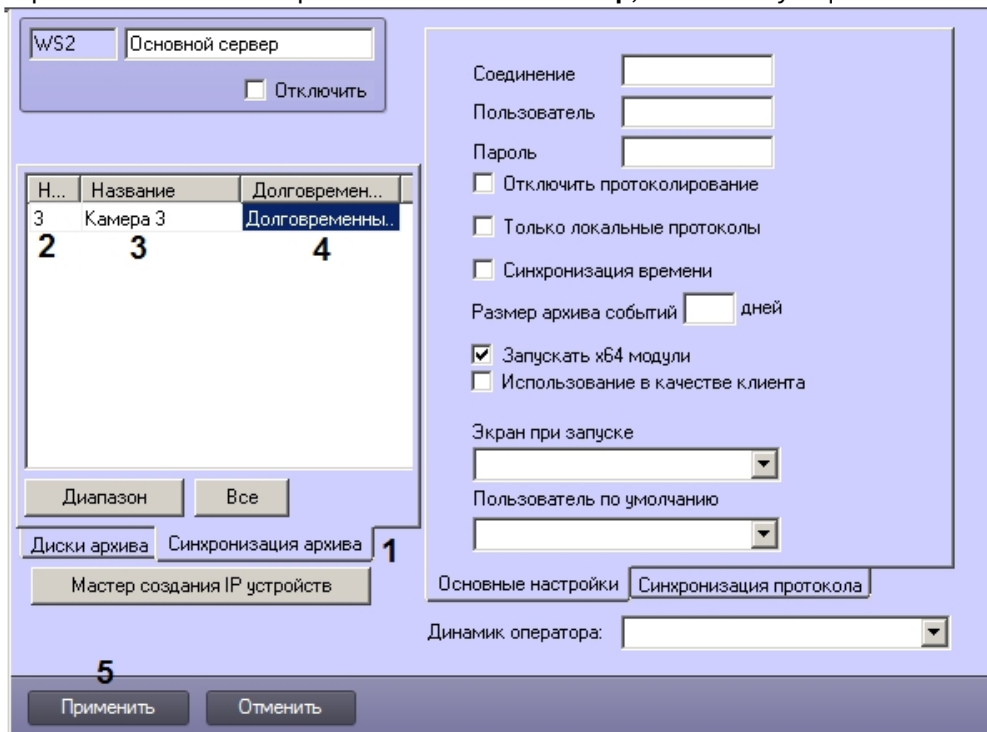 WS2 Основной сервер
Отключить
Н... Название Долговремен...
3 Камера 3 Долговременны..
2 3 4
Диапазон Все
Диски архива Синхронизация архива 1
Мастер создания IP устройств
Соединение
Пользователь
Пароль
Отключить протоколирование
Только локальные протоколы
Синхронизация времени
Размер архива событий дней
Запускать x64 модули
Использование в качестве клиента
Экран при запуске
Пользователь по умолчанию
Основные настройки Синхронизация протокола
Динамик оператора:
5
Применить Отменить